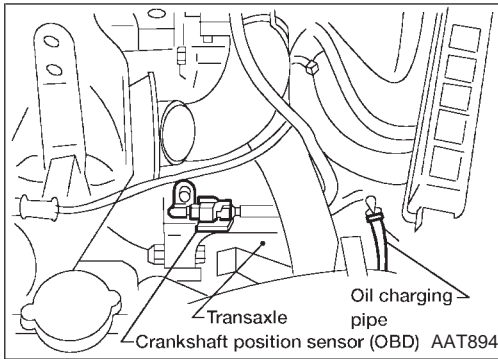 Oil charging
pipe
Transaxle
Crankshaft position sensor (OBD) AAT894